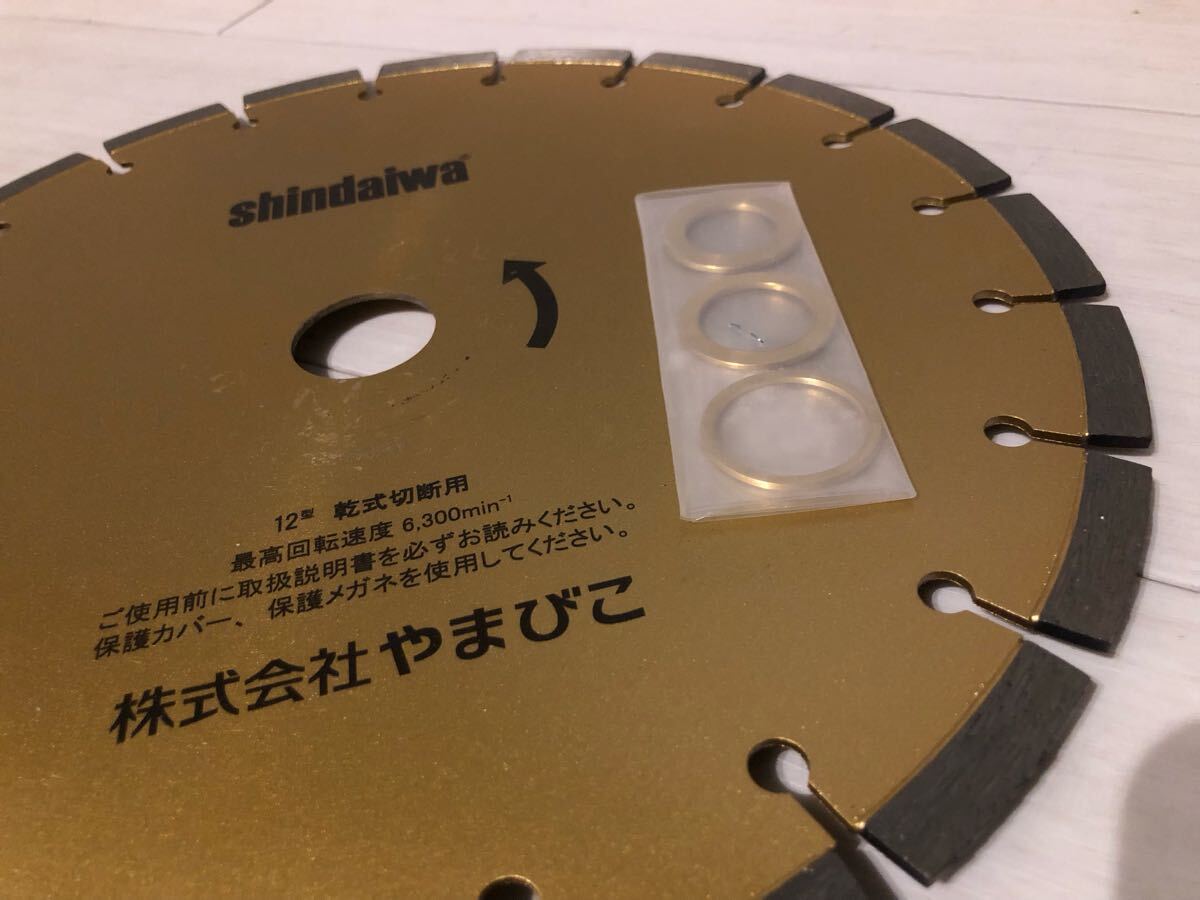 shindaiwa
12型 乾式切断用
最高回転速度 6,300min⁻¹
ご使用前に取扱説明書を必ずお読みください。
保護カバー、保護メガネを使用してください。
株式会社やまびこ